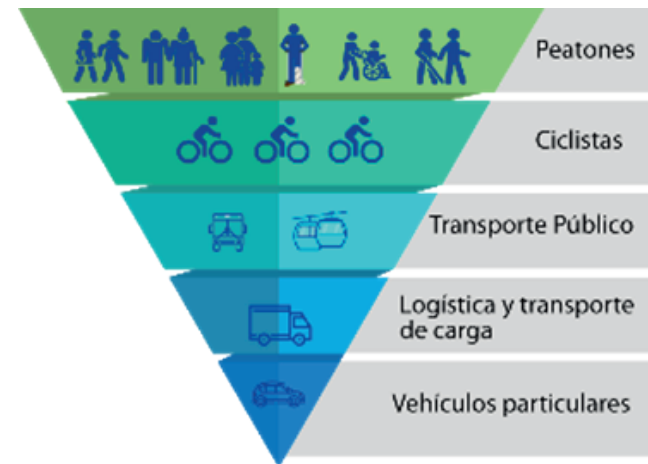 Peatones
Ciclistas
Transporte Público
Logística y transporte
de carga
Vehículos particulares